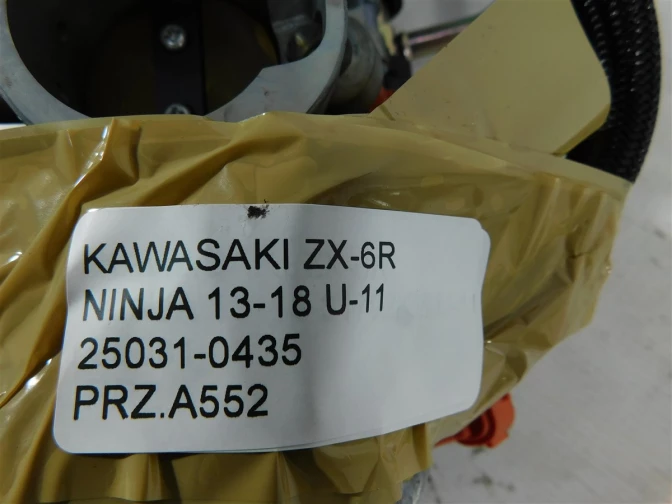 KAWASAKI ZX-6R
NINJA 13-18 U-11
25031-0435
PRZ.A552